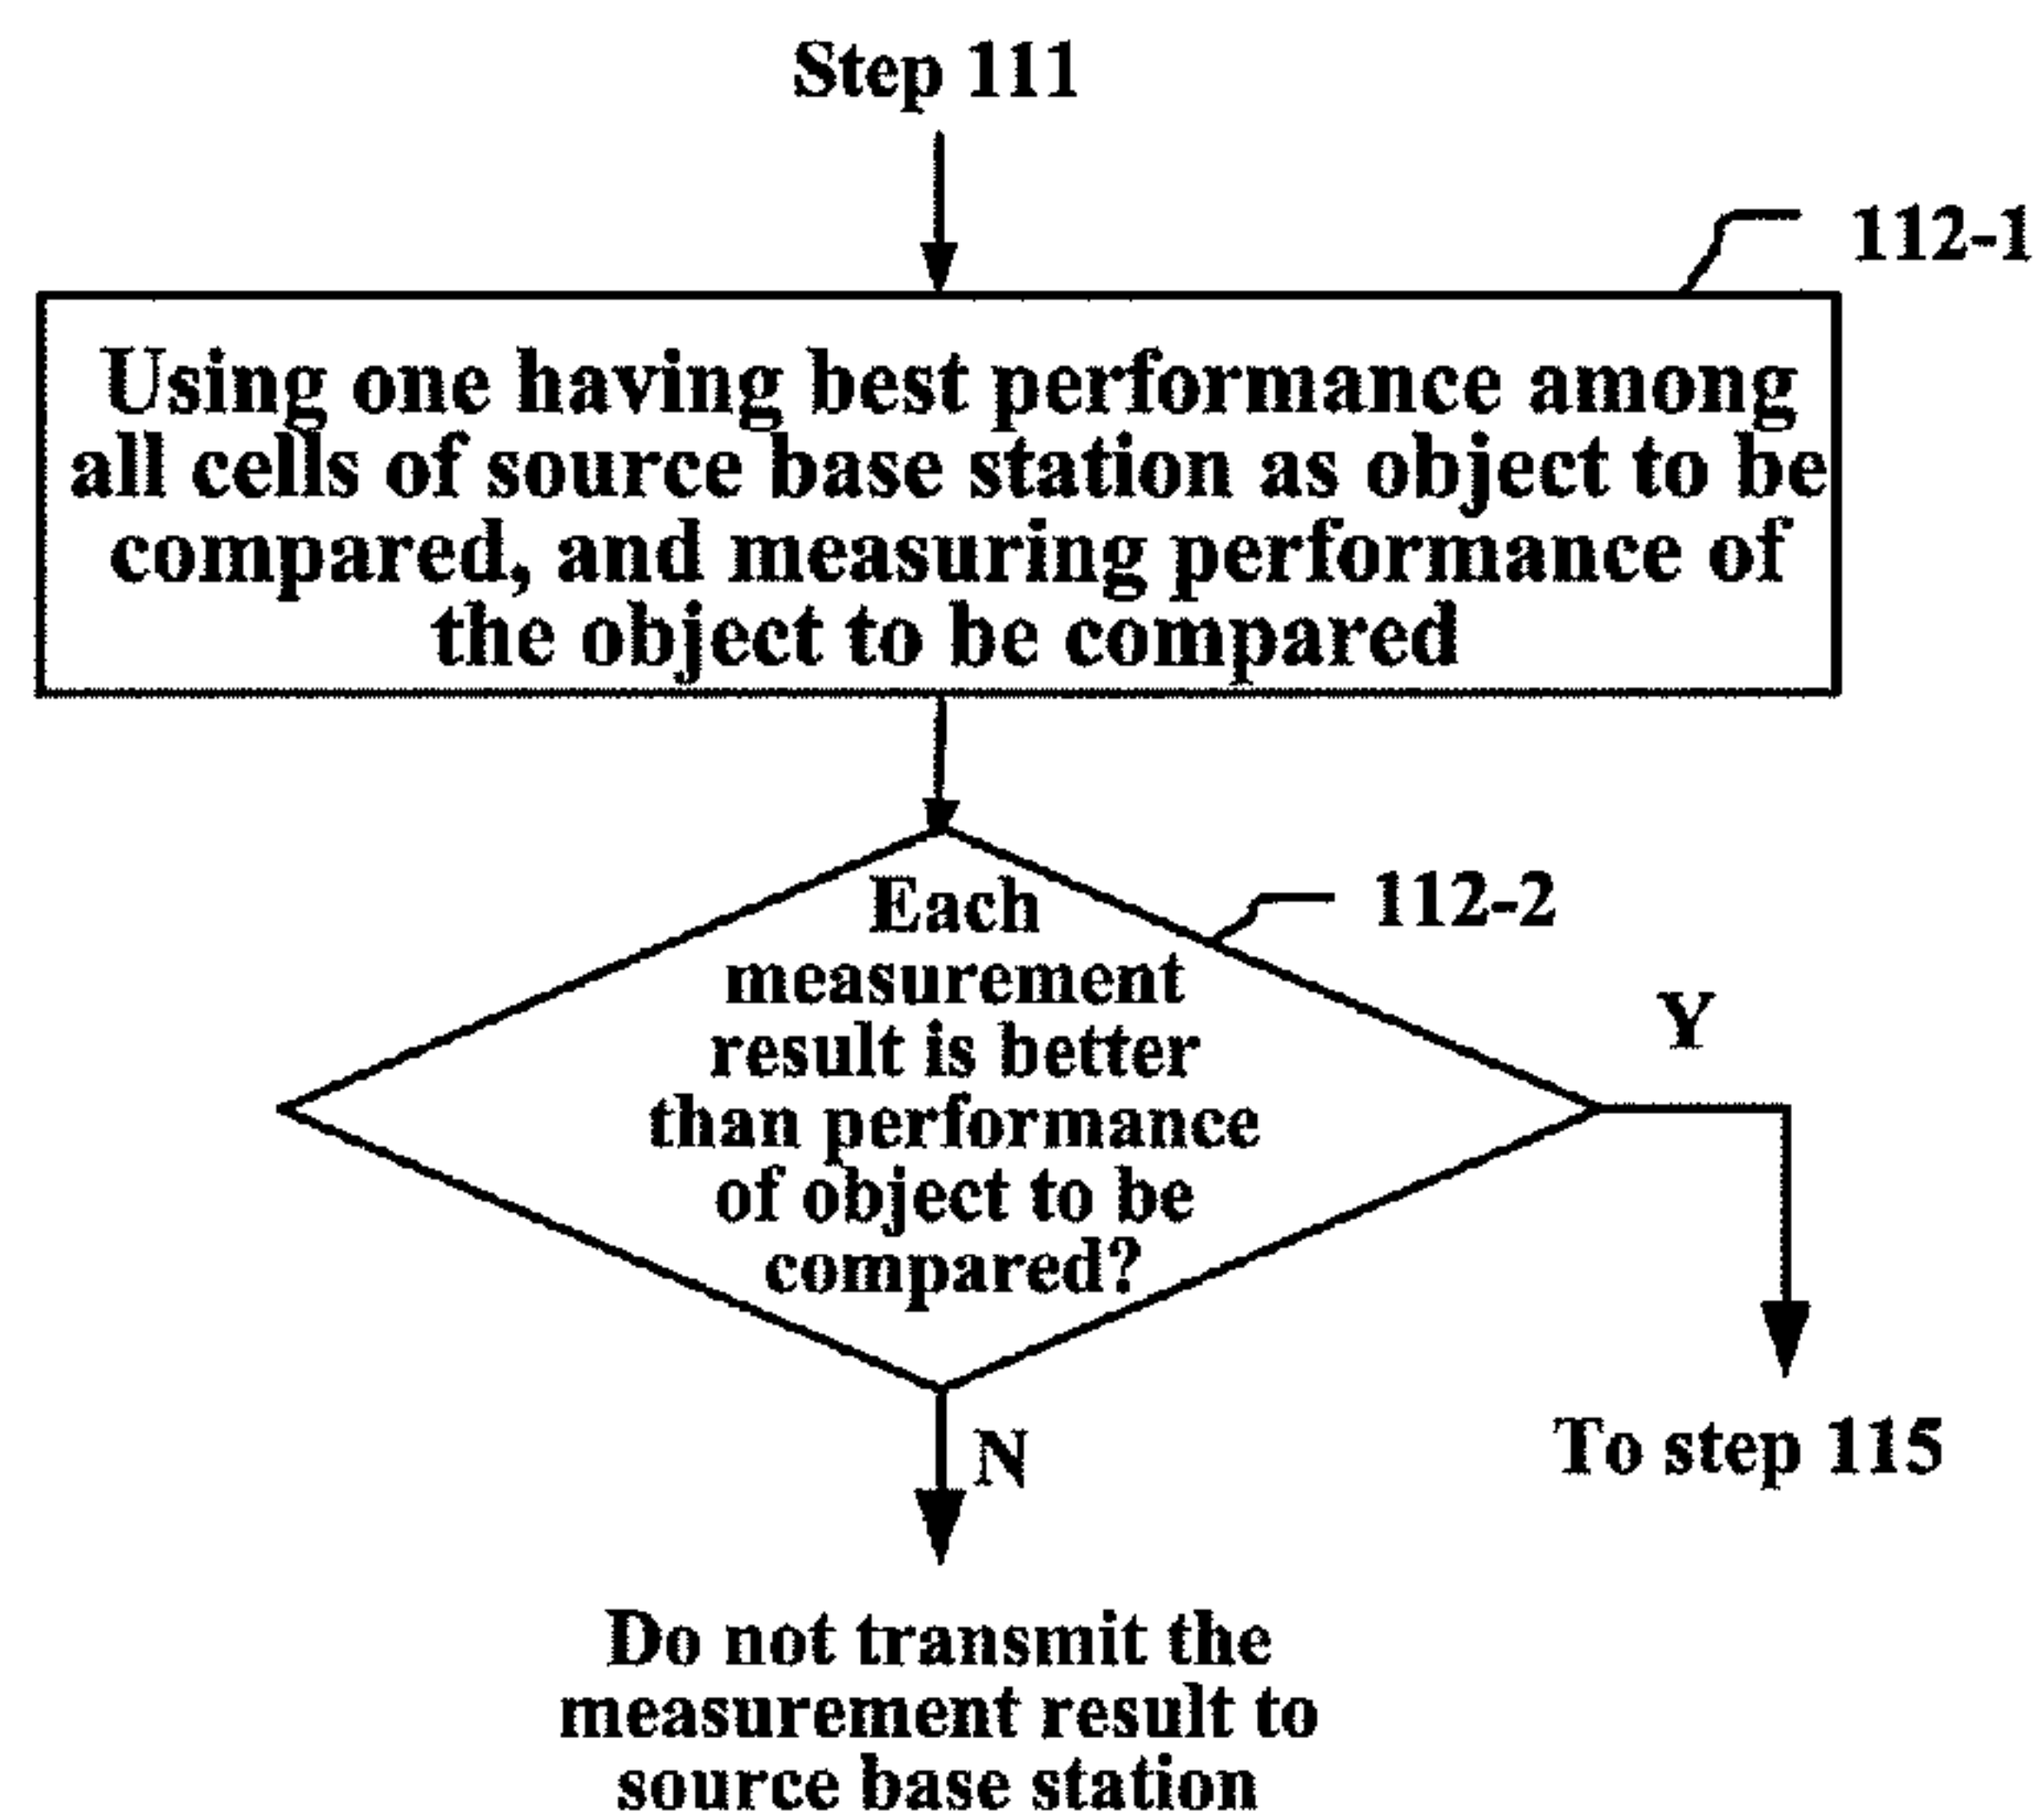 Step 111
112-1
Using one having best performance among
all cells of source base station as object to be
compared, and measuring performance of
the object to be compared
112-2
Each
measurement
result is better
than performance
of object to be
compared?
Y
N
To step 115
Do not transmit the
measurement result to
source base station